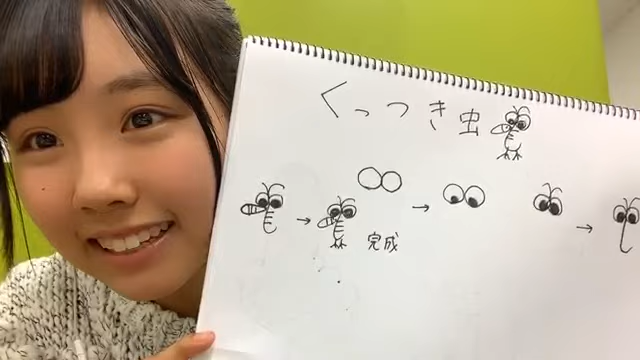 くっつき虫
→ →
→ 完成 →